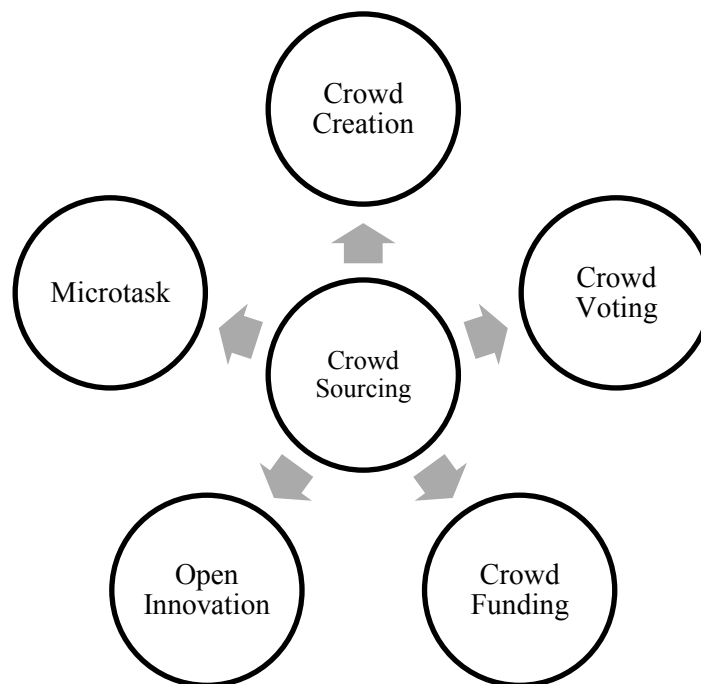 Crowd
Creation
Microtask
Crowd
Voting
Crowd
Sourcing
Open
Innovation
Crowd
Funding